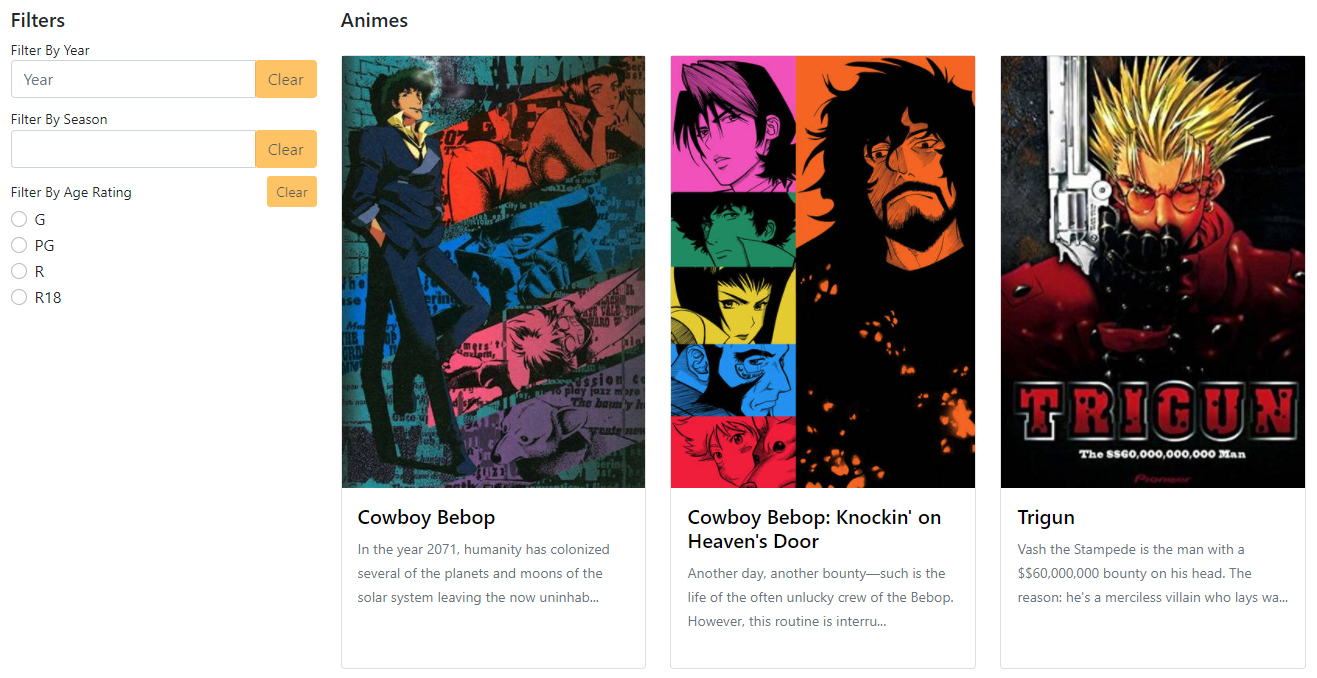 Filters
Filter By Year
Year
Clear
Filter By Season
Clear
Filter By Age Rating
Clear
G
PG
R
R18
Animes
TRIGUN
The $$60,000,000,000 Man
Pioneer
Cowboy Bebop
In the year 2071, humanity has colonized
several of the planets and moons of the
solar system leaving the now uninhab...
Cowboy Bebop: Knockin' on
Heaven's Door
Another day, another bounty—such is the
life of the often unlucky crew of the Bebop.
However, this routine is interru...
Trigun
Vash the Stampede is the man with a
$$60,000,000 bounty on his head. The
reason: he's a merciless villain who lays wa...